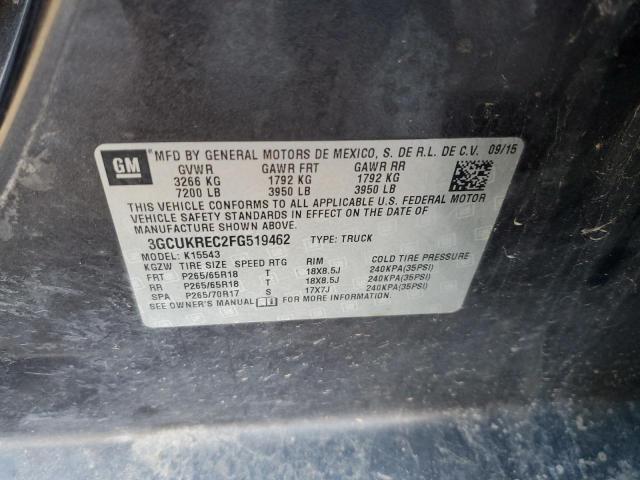 GM
MFD BY GENERAL MOTORS DE MEXICO, S. DE R.L. DE C.V. 09/15
GVWR GAWR FRT GAWR RR
3266 KG 1792 KG 1792 KG
7200 LB 3950 LB 3950 LB
THIS VEHICLE CONFORMS TO ALL APPLICABLE U.S. FEDERAL MOTOR
VEHICLE SAFETY STANDARDS IN EFFECT ON THE DATE OF
MANUFACTURE SHOWN ABOVE.
3GCUKREC2FG519462 TYPE: TRUCK
MODEL: K15543
KGZW TIRE SIZE SPEED RTG RIM COLD TIRE PRESSURE
FRT P265/65R18 T 18X8.5J 240KPA(35PSI)
RR P265/65R18 T 18X8.5J 240KPA(35PSI)
SPA P265/70R17 S 17X7J 240KPA(35PSI)
SEE OWNER'S MANUAL FOR MORE INFORMATION.